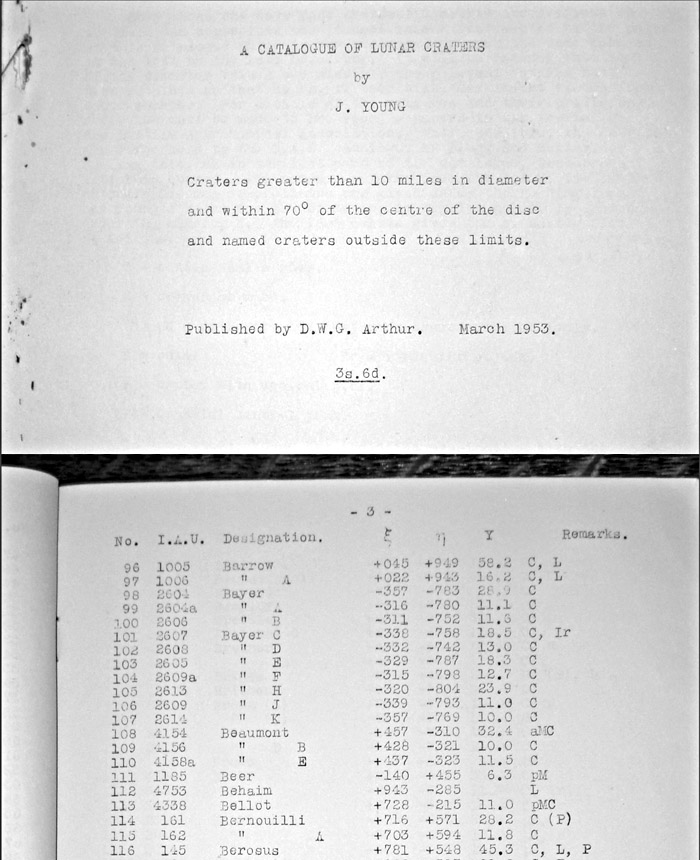 A CATALOGUE OF LUNAR CRATERS
by
J. YOUNG
Craters greater than 10 miles in diameter
and within 70° of the centre of the disc
and named craters outside these limits.
Published by D.W.G. Arthur. March 1953.
3s.6d.
- 3 -
No. I.A.U. Designation. ξ η Y Remarks.
96 1005 Barrow +045 +949 58.2 C, L
97 1006 " A +022 +943 16.2 C, L
98 2604 Bayer -357 -783 28.9 C
99 2604a " A -316 -780 11.1 C
100 2606 " B -311 -752 11.3 C
101 2607 Bayer C -338 -758 18.5 C, Ir
102 2608 " D -332 -742 13.0 C
103 2605 " E -329 -787 18.3 C
104 2609a " F -315 -798 12.7 C
105 2613 " H -320 -804 23.9 C
106 2609 " J -339 -793 11.0 C
107 2614 " K -357 -769 10.0 C
108 4154 Beaumont +457 -310 32.4 aMC
109 4156 " B +428 -321 10.0 C
110 4158a " E +437 -323 11.5 C
111 1185 Beer -140 +455 6.3 pM
112 4753 Behaim +943 -285 L
113 4338 Bellot +728 -215 11.0 pMC
114 161 Bernouilli +716 +571 28.2 C (P)
115 162 " A +703 +594 11.8 C
116 145 Berosus +781 +548 45.3 C, L, P